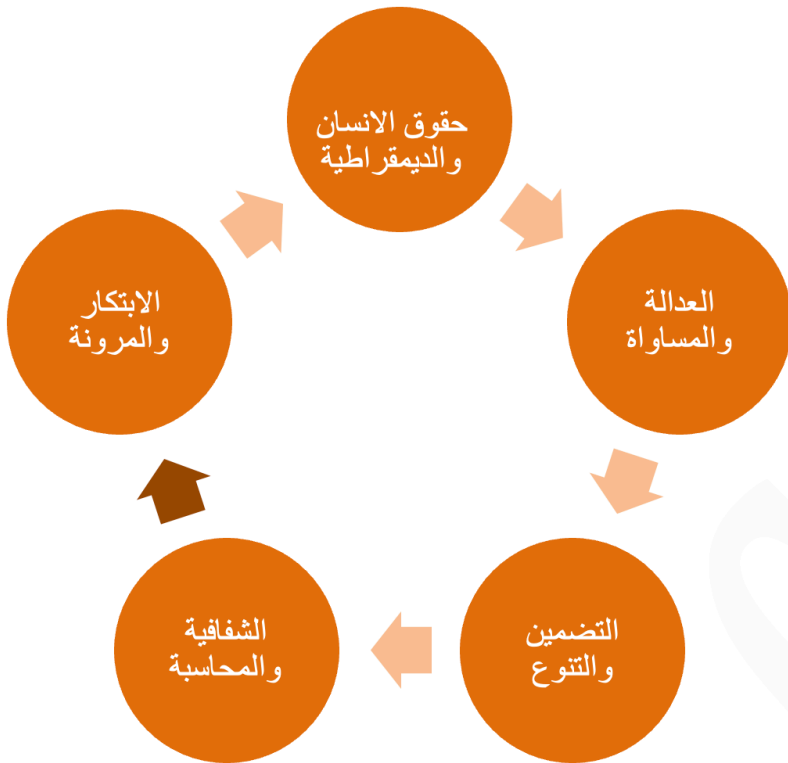 حقوق الانسان
والديمقراطية
العدالة
والمساواة
التضمين
والتنوع
الشفافية
والمحاسبة
الابتكار
والمرونة